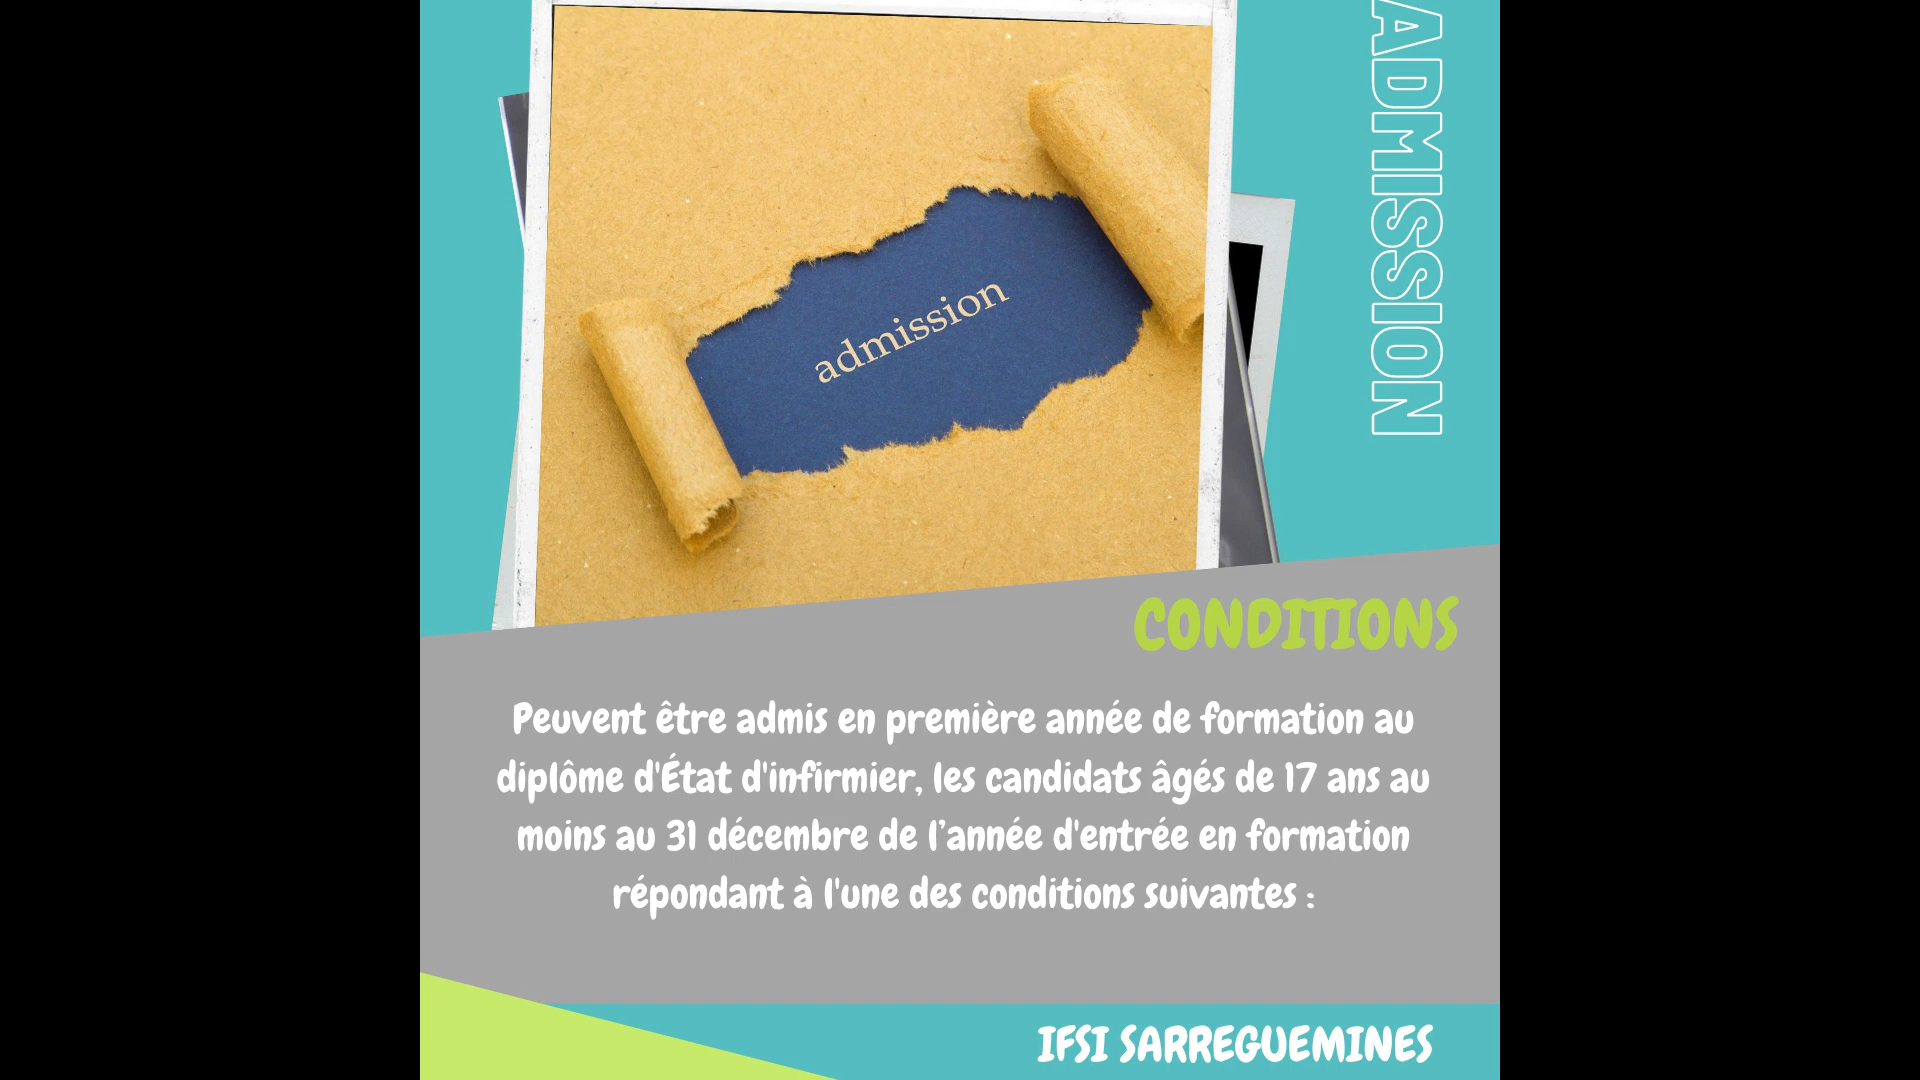 ADMISSION
admission
CONDITIONS
Peuvent être admis en première année de formation au
diplôme d'État d'infirmier, les candidats âgés de 17 ans au
moins au 31 décembre de l’année d'entrée en formation
répondant à l'une des conditions suivantes :
IFSI SARREGUEMINES